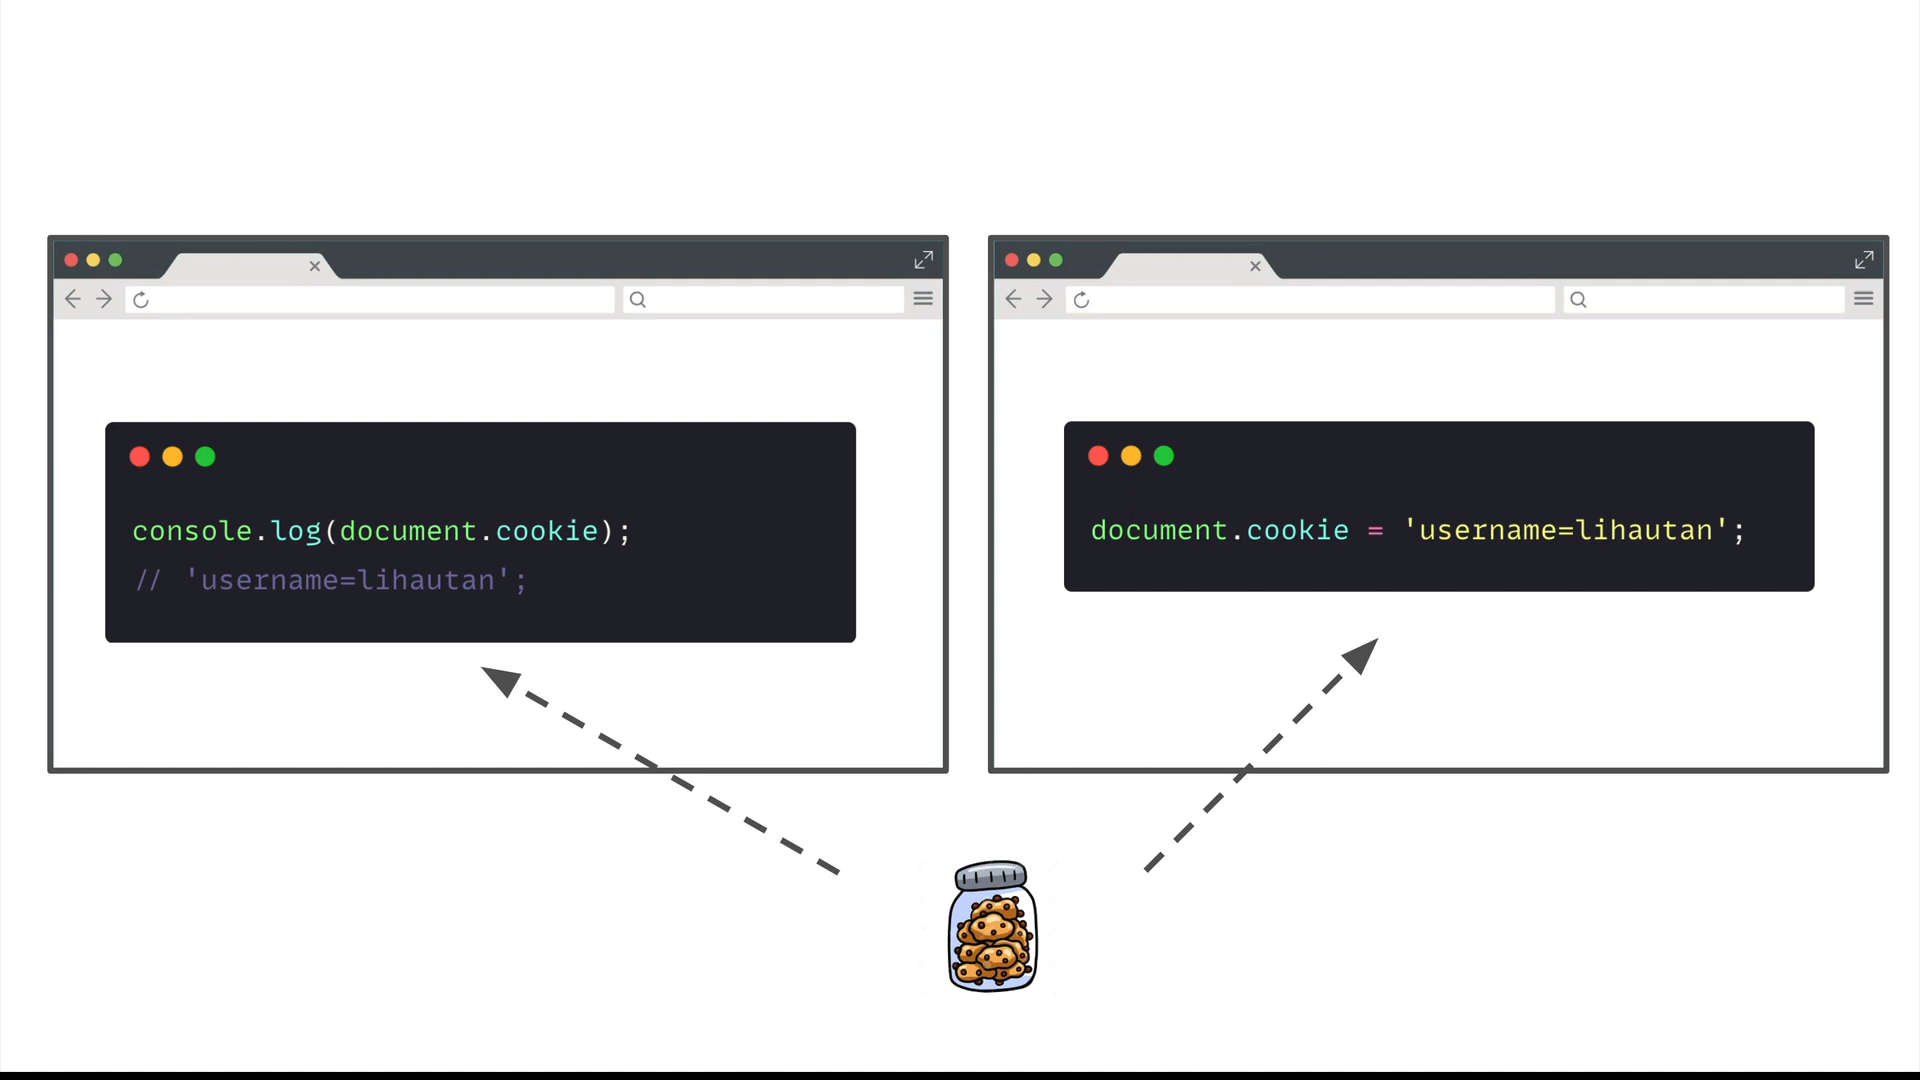 console.log(document.cookie);
// 'username=lihautan';
document.cookie = 'username=lihautan';